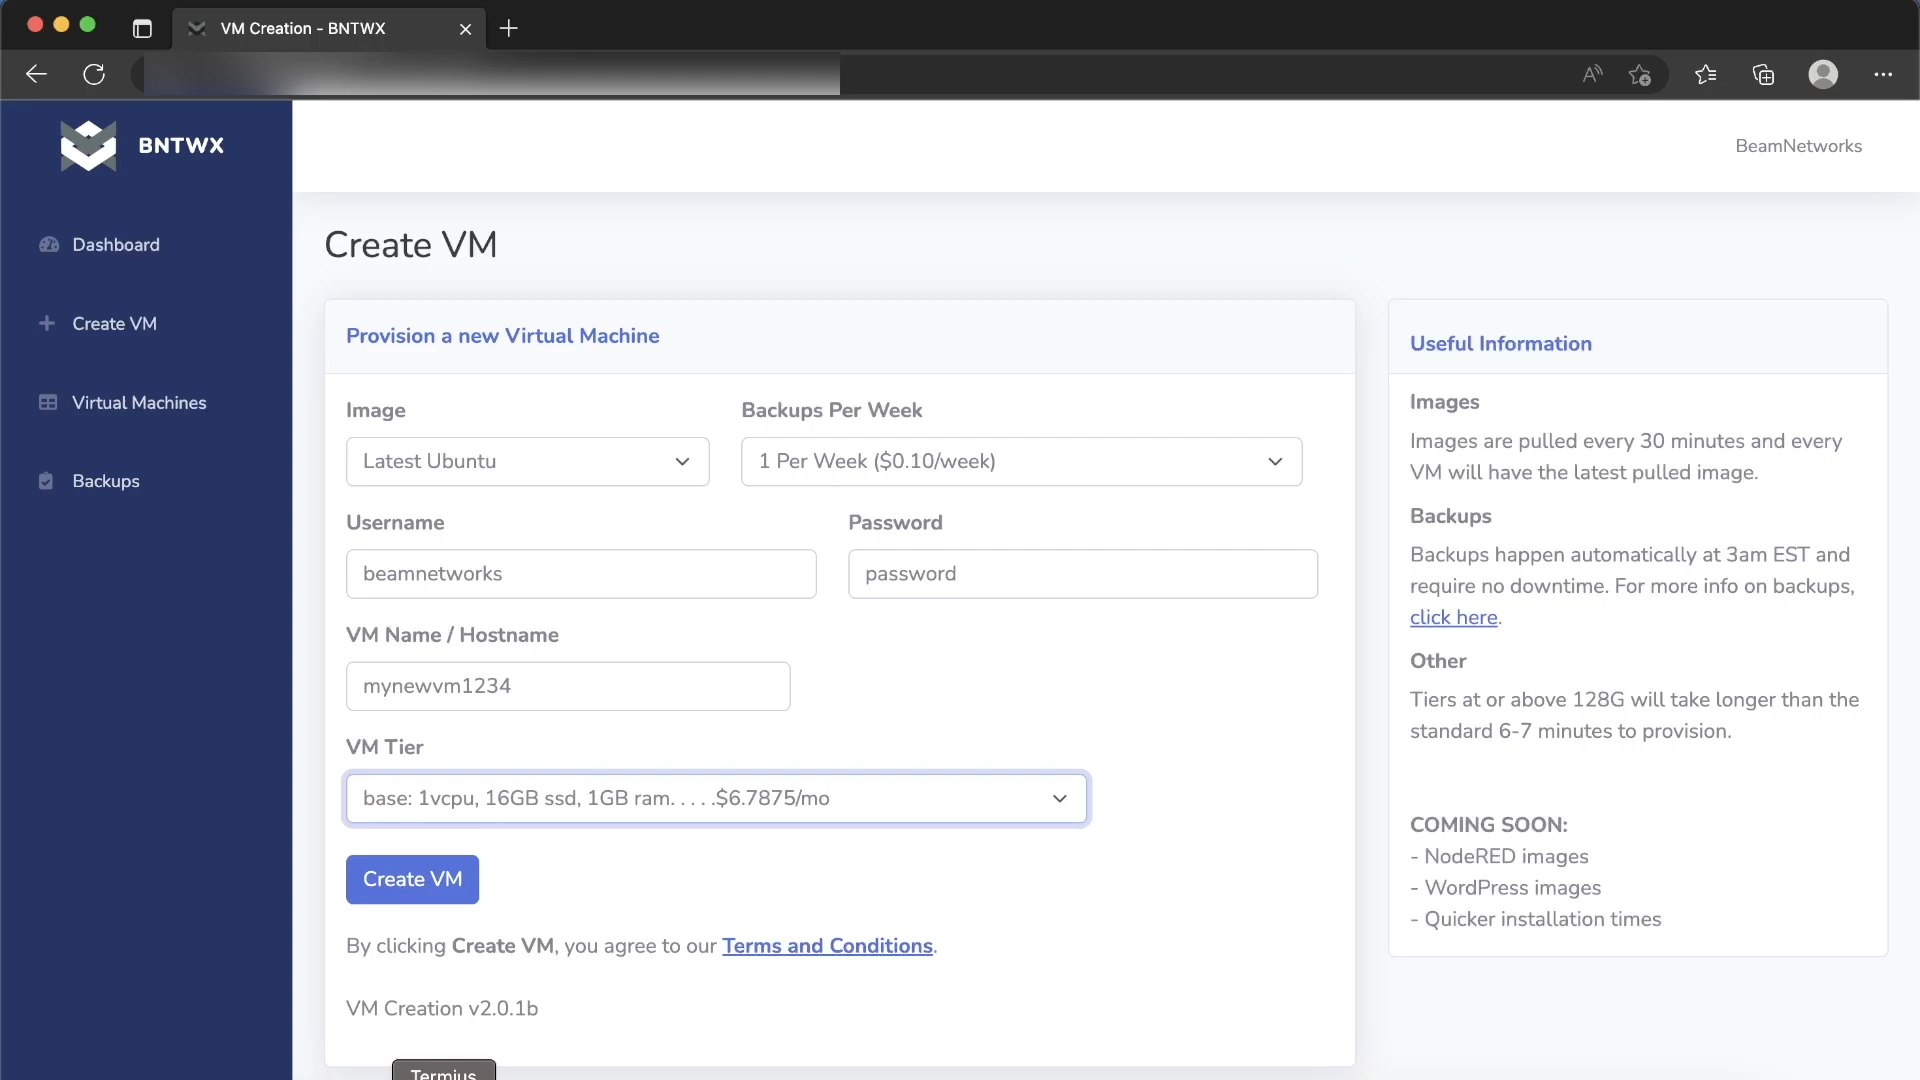 VM Creation - BNTWX
BNTWX
BeamNetworks
Dashboard
Create VM
Virtual Machines
Backups
Create VM
Provision a new Virtual Machine
Image
Backups Per Week
Latest Ubuntu
1 Per Week ($0.10/week)
Username
Password
beamnetworks
password
VM Name / Hostname
mynewvm1234
VM Tier
base: 1vcpu, 16GB ssd, 1GB ram. . . . .$6.7875/mo
Create VM
By clicking Create VM, you agree to our Terms and Conditions.
VM Creation v2.0.1b
Termius
Useful Information
Images
Images are pulled every 30 minutes and every
VM will have the latest pulled image.
Backups
Backups happen automatically at 3am EST and
require no downtime. For more info on backups,
click here.
Other
Tiers at or above 128G will take longer than the
standard 6-7 minutes to provision.
COMING SOON:
- NodeRED images
- WordPress images
- Quicker installation times